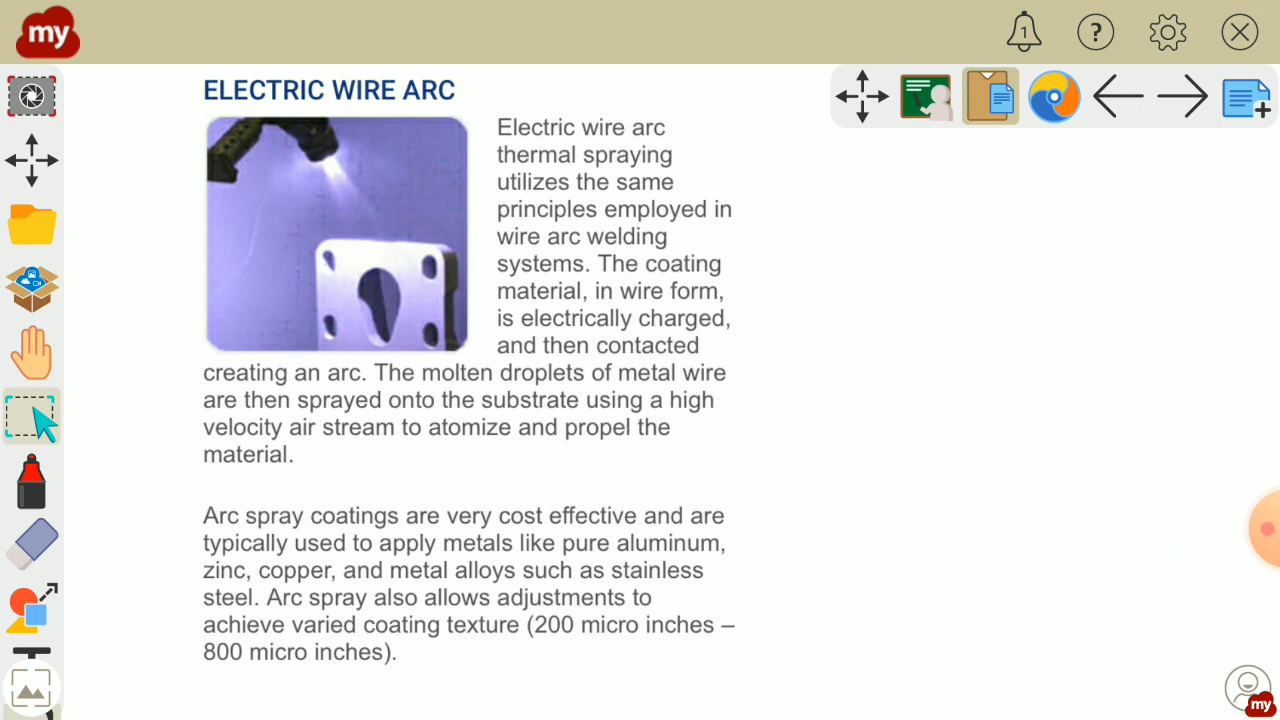 my
1
?
ELECTRIC WIRE ARC
Electric wire arc
thermal spraying
utilizes the same
principles employed in
wire arc welding
systems. The coating
material, in wire form,
is electrically charged,
and then contacted
creating an arc. The molten droplets of metal wire
are then sprayed onto the substrate using a high
velocity air stream to atomize and propel the
material.
Arc spray coatings are very cost effective and are
typically used to apply metals like pure aluminum,
zinc, copper, and metal alloys such as stainless
steel. Arc spray also allows adjustments to
achieve varied coating texture (200 micro inches –
800 micro inches).
my